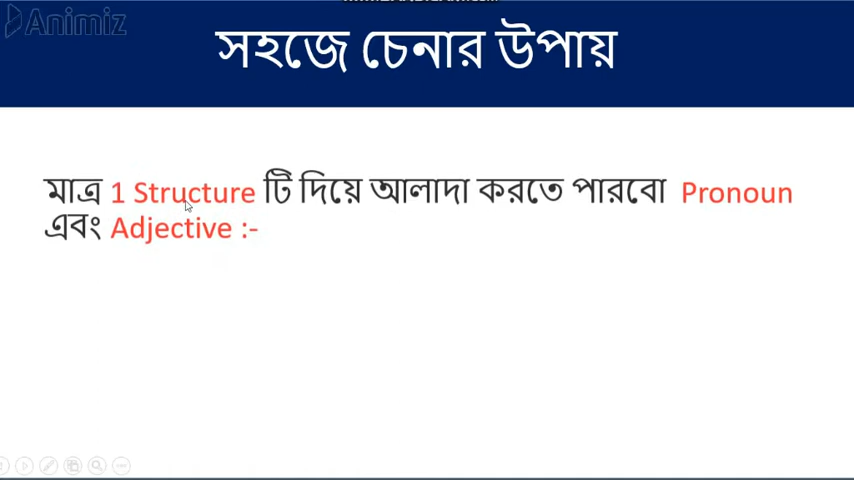 Animiz
সহজে চেনার উপায়
মাত্র 1 Structure টি দিয়ে আলাদা করতে পারবো Pronoun
এবং Adjective :-